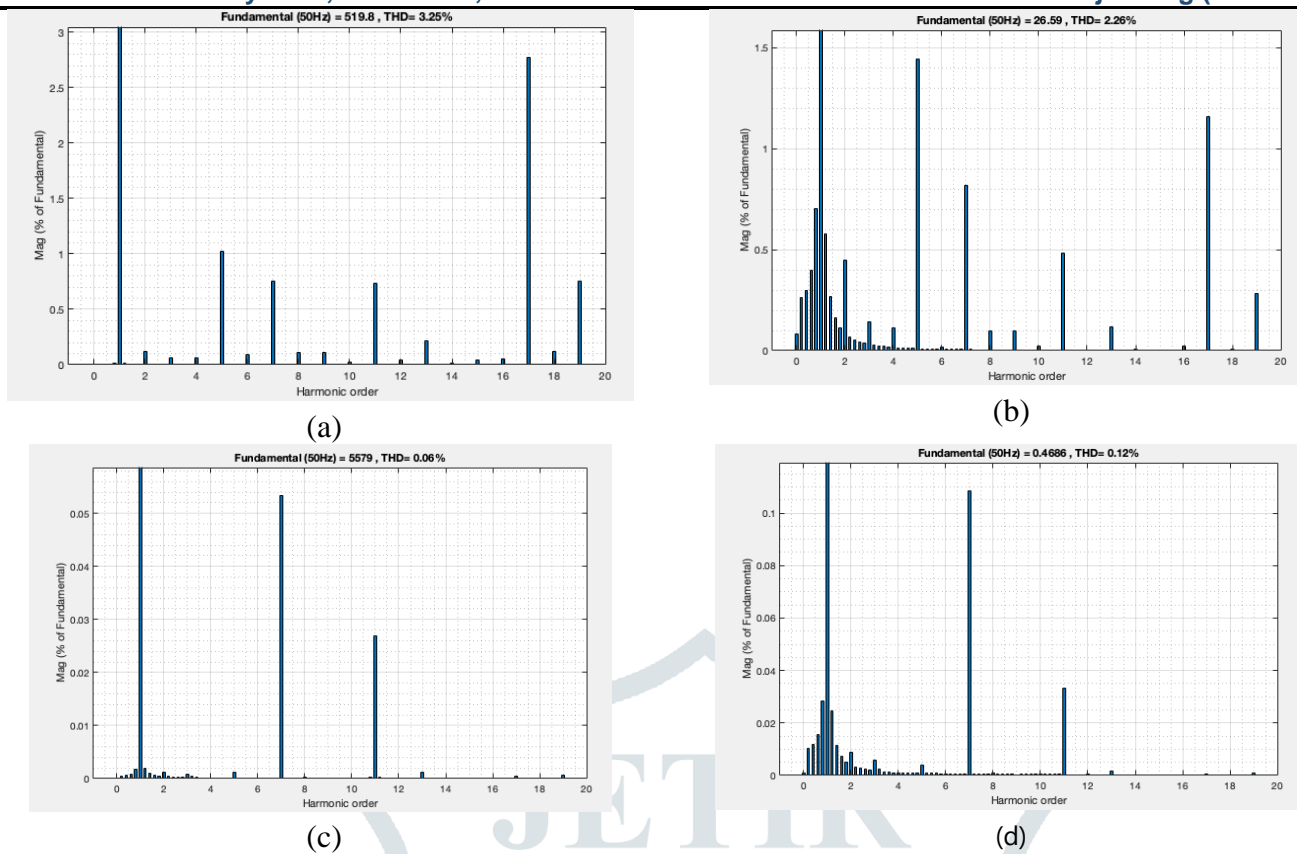 Fundamental (50Hz) = 519.8 , THD= 3.25%
3
2.5
2
1.5
1
0.5
0
Mag (% of Fundamental)
0 2 4 6 8 10 12 14 16 18 20
Harmonic order
(a)
Fundamental (50Hz) = 26.59 , THD= 2.26%
1.5
1
0.5
0
Mag (% of Fundamental)
0 2 4 6 8 10 12 14 16 18 20
Harmonic order
(b)
Fundamental (50Hz) = 5579 , THD= 0.06%
0.05
0.04
0.03
0.02
0.01
0
Mag (% of Fundamental)
0 2 4 6 8 10 12 14 16 18 20
Harmonic order
(c)
Fundamental (50Hz) = 0.4686 , THD= 0.12%
0.1
0.08
0.06
0.04
0.02
0
Mag (% of Fundamental)
0 2 4 6 8 10 12 14 16 18 20
Harmonic order
(d)
JETIR